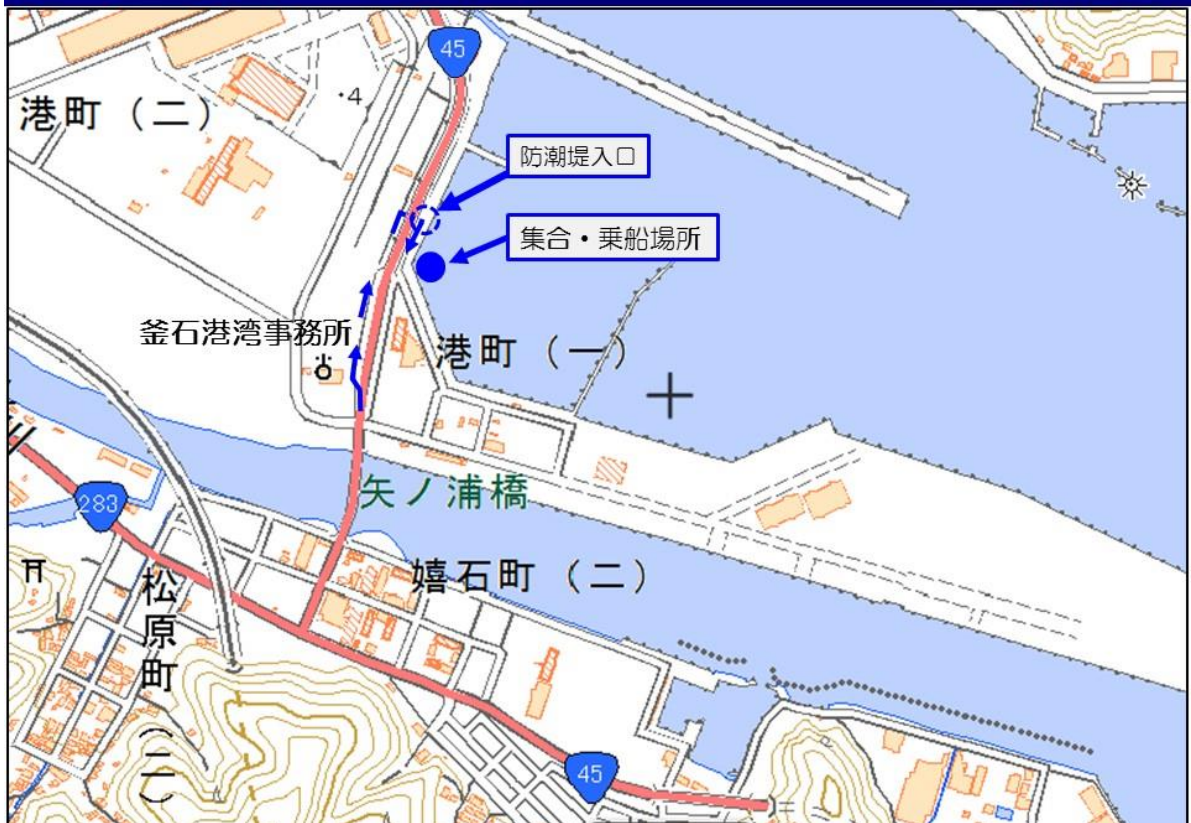 45
・4
港町（二）
防潮堤入口
集合・乗船場所
釜石港湾事務所
港町（一）
矢ノ浦橋
283
嬉石町（二）
松原町（二）
45